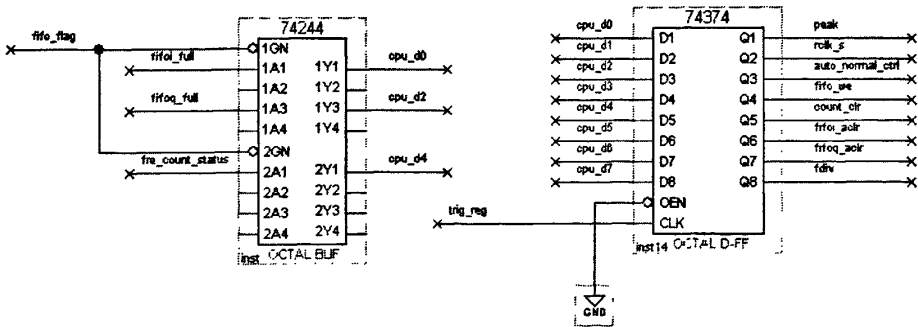 74244
fifo_flag
1GN
fifoi_full
1A1 1Y1 cpu_d0
1A2 1Y2
fifoq_full
1A3 1Y3 cpu_d2
1A4 1Y4
2GN
fre_count_status
2A1 2Y1 cpu_d4
2A2 2Y2
2A3 2Y3
2A4 2Y4
inst OCTAL BUF
74374
cpu_d0 D1 Q1 peak
cpu_d1 D2 Q2 rclk_s
cpu_d2 D3 Q3 auto_normal_ctrl
cpu_d3 D4 Q4
cpu_d4 D5 Q5 count_clr
cpu_d5 D6 Q6 fifoi_aclr
cpu_d6 D7 Q7 fifoq_aclr
cpu_d7 D8 Q8 fdiv
OEN
trig_reg CLK
inst14 OCTAL D-FF
GND